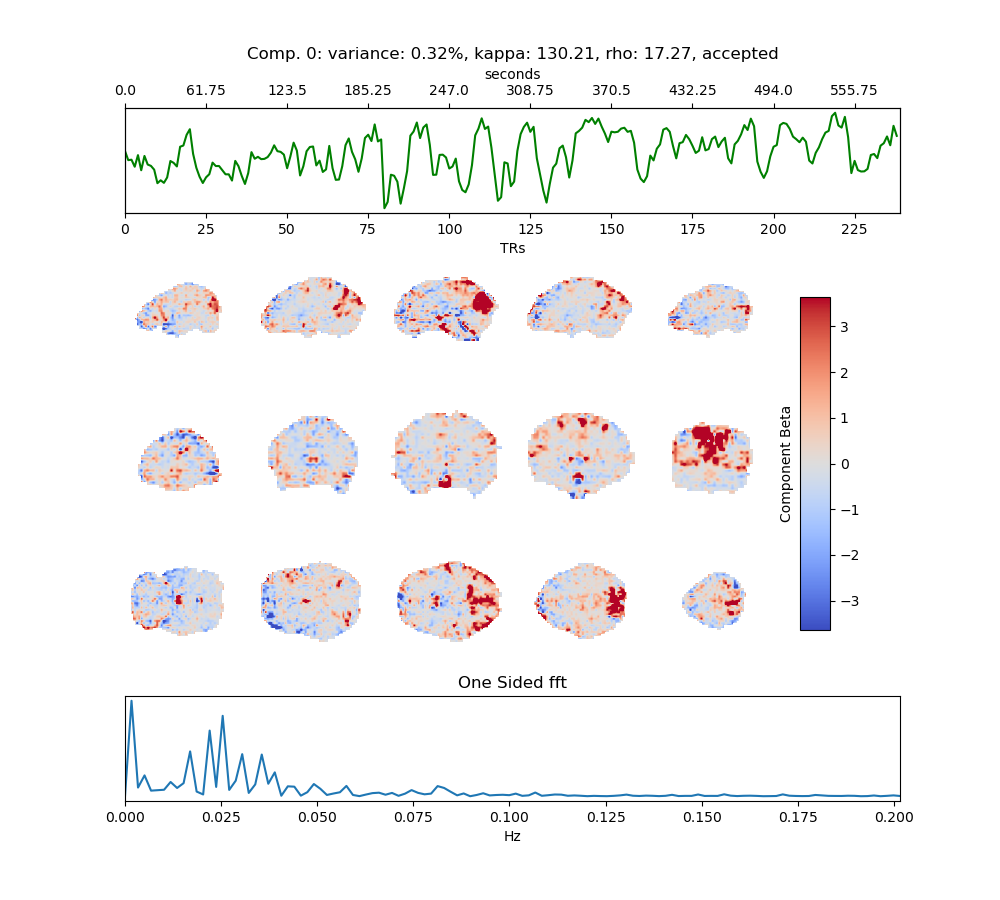 Comp. 0: variance: 0.32%, kappa: 130.21, rho: 17.27, accepted
seconds
0.0 61.75 123.5 185.25 247.0 308.75 370.5 432.25 494.0 555.75
0 25 50 75 100 125 150 175 200 225
TRs
3
2
1
0
−1
−2
−3
Component Beta
One Sided fft
0.000 0.025 0.050 0.075 0.100 0.125 0.150 0.175 0.200
Hz